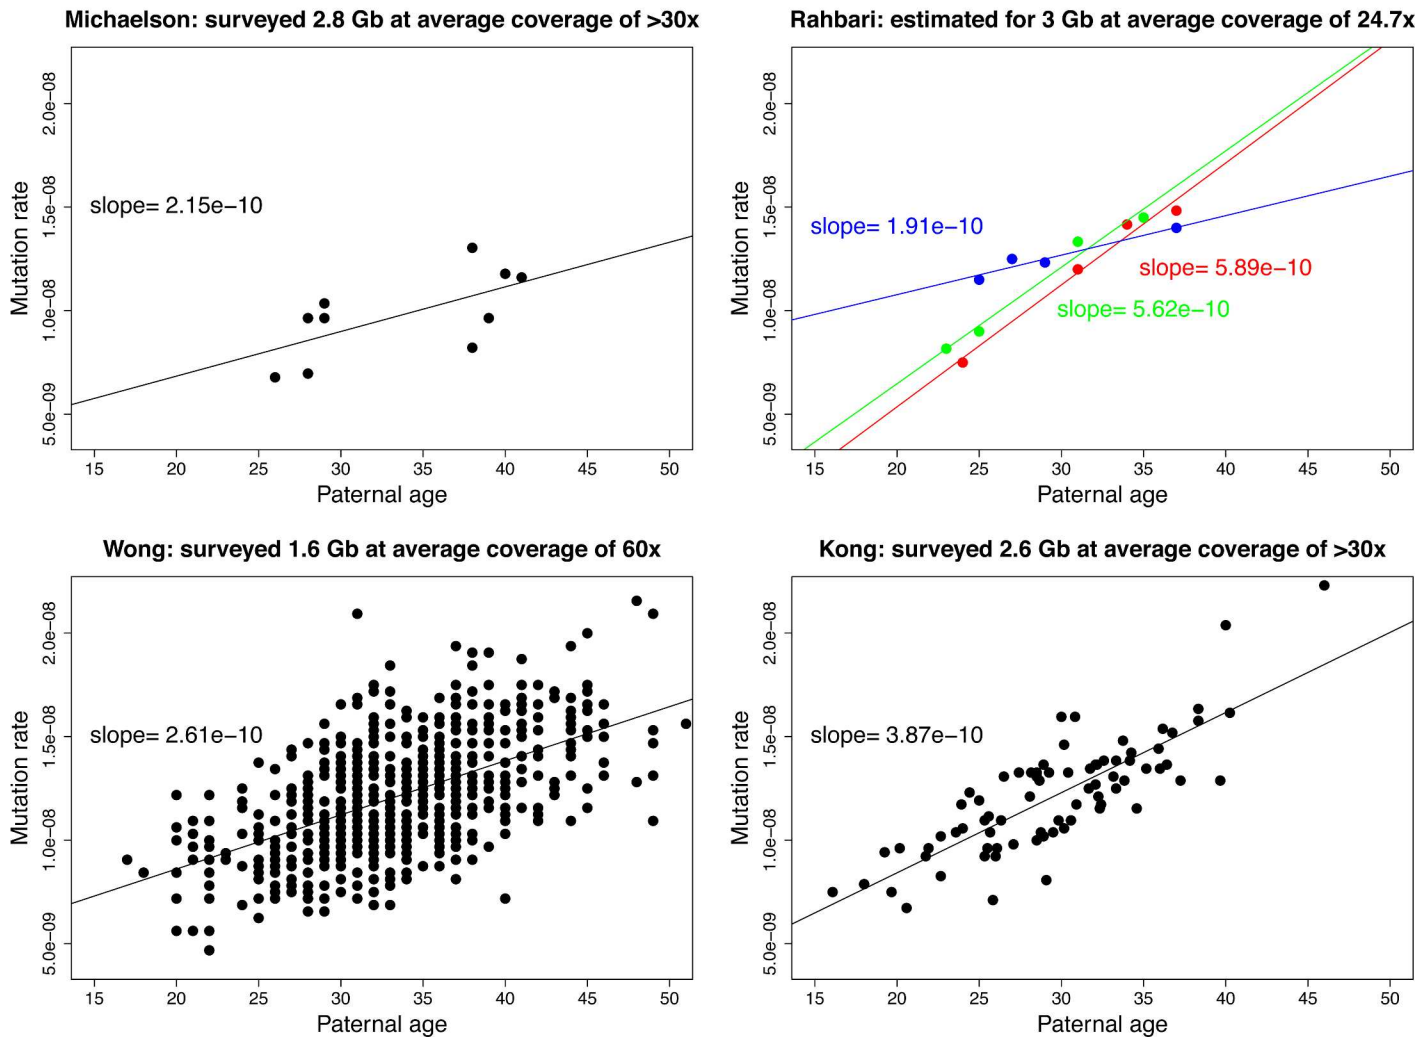 Michaelson: surveyed 2.8 Gb at average coverage of >30x
Mutation rate
2.0e−08
1.5e−08
1.0e−08
5.0e−09
slope= 2.15e−10
15 20 25 30 35 40 45 50
Paternal age
Rahbari: estimated for 3 Gb at average coverage of 24.7x
Mutation rate
2.0e−08
1.5e−08
1.0e−08
5.0e−09
slope= 1.91e−10
slope= 5.89e−10
slope= 5.62e−10
15 20 25 30 35 40 45 50
Paternal age
Wong: surveyed 1.6 Gb at average coverage of 60x
Mutation rate
2.0e−08
1.5e−08
1.0e−08
5.0e−09
slope= 2.61e−10
15 20 25 30 35 40 45 50
Paternal age
Kong: surveyed 2.6 Gb at average coverage of >30x
Mutation rate
2.0e−08
1.5e−08
1.0e−08
5.0e−09
slope= 3.87e−10
15 20 25 30 35 40 45 50
Paternal age